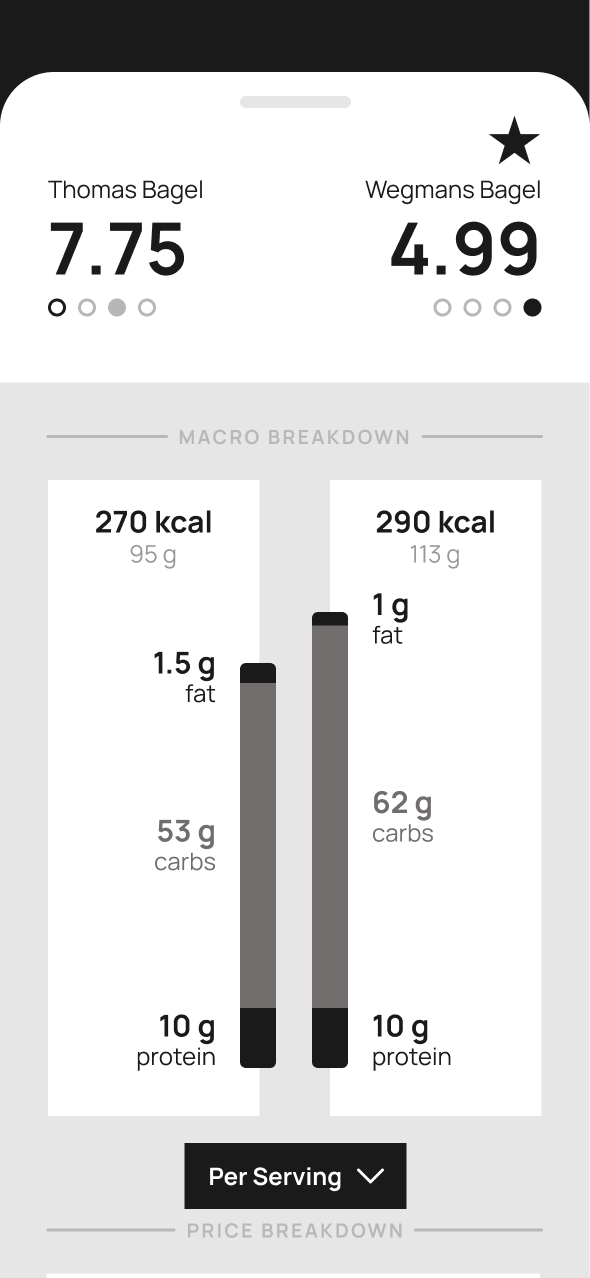 Thomas Bagel
7.75
Wegmans Bagel
4.99
MACRO BREAKDOWN
270 kcal
95 g
1.5 g
fat
53 g
carbs
10 g
protein
290 kcal
113 g
1 g
fat
62 g
carbs
10 g
protein
Per Serving
PRICE BREAKDOWN